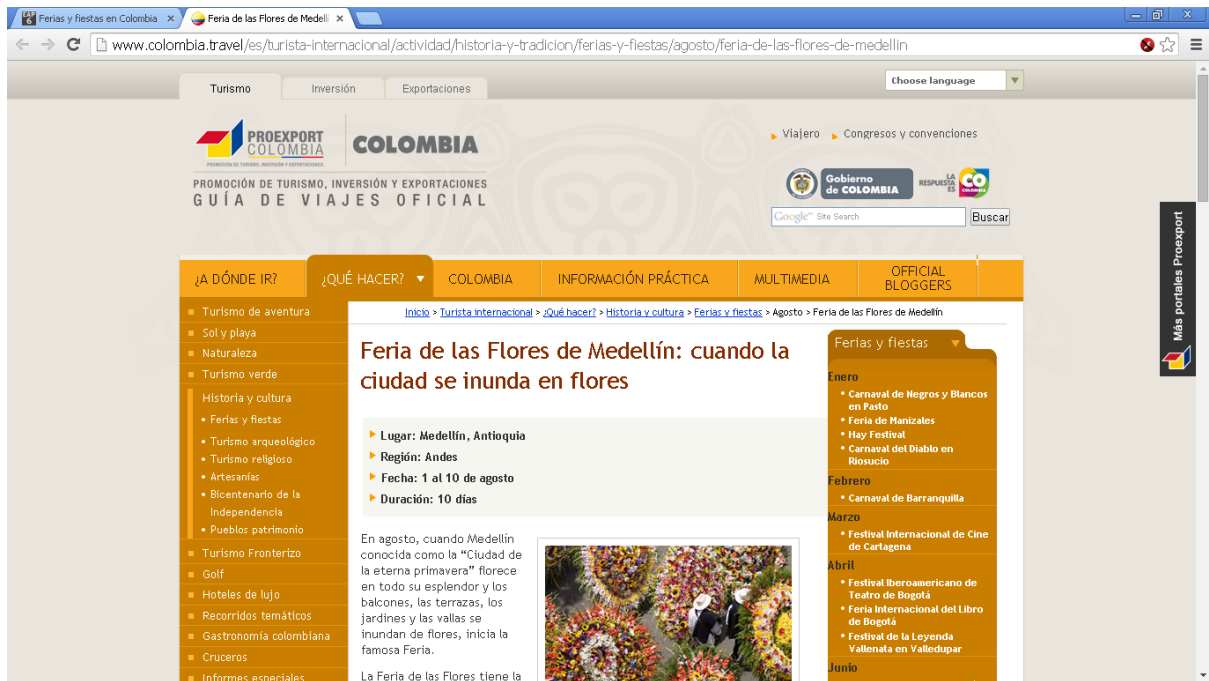 Ferias y fiestas en Colombia
Feria de las Flores de Medell
www.colombia.travel/es/turista-internacional/actividad/historia-y-tradicion/ferias-y-fiestas/agosto/feria-de-las-flores-de-medellin
Turismo
Inversión
Exportaciones
Choose language
PROEXPORT
COLOMBIA
PROMOCIÓN DE TURISMO, INVERSIÓN Y EXPORTACIONES
COLOMBIA
PROMOCIÓN DE TURISMO, INVERSIÓN Y EXPORTACIONES
GUÍA DE VIAJES OFICIAL
Viajero
Congresos y convenciones
Gobierno
de COLOMBIA
LA
RESPUESTA
ES
CO
COLOMBIA
Google™ Site Search
Buscar
Más portales Proexport
¿A DÓNDE IR?
¿QUÉ HACER?
COLOMBIA
INFORMACIÓN PRÁCTICA
MULTIMEDIA
OFFICIAL
BLOGGERS
Turismo de aventura
Sol y playa
Naturaleza
Turismo verde
Historia y cultura
• Ferias y fiestas
• Turismo arqueológico
• Turismo religioso
• Artesanías
• Bicentenario de la
Independencia
• Pueblos patrimonio
Turismo Fronterizo
Golf
Hoteles de lujo
Recorridos temáticos
Gastronomía colombiana
Cruceros
Informes especiales
Inicio > Turista internacional > ¿Qué hacer? > Historia y cultura > Ferias y fiestas > Agosto > Feria de las Flores de Medellín
Feria de las Flores de Medellín: cuando la
ciudad se inunda en flores
Lugar: Medellín, Antioquia
Región: Andes
Fecha: 1 al 10 de agosto
Duración: 10 días
En agosto, cuando Medellín
conocida como la “Ciudad de
la eterna primavera” florece
en todo su esplendor y los
balcones, las terrazas, los
jardines y las vallas se
inundan de flores, inicia la
famosa Feria.
La Feria de las Flores tiene la
Ferias y fiestas
Enero
• Carnaval de Negros y Blancos
en Pasto
• Feria de Manizales
• Hay Festival
• Carnaval del Diablo en
Riosucio
Febrero
• Carnaval de Barranquilla
Marzo
• Festival Internacional de Cine
de Cartagena
Abril
• Festival Iberoamericano de
Teatro de Bogotá
• Feria Internacional del Libro
de Bogotá
• Festival de la Leyenda
Vallenata en Valledupar
Junio